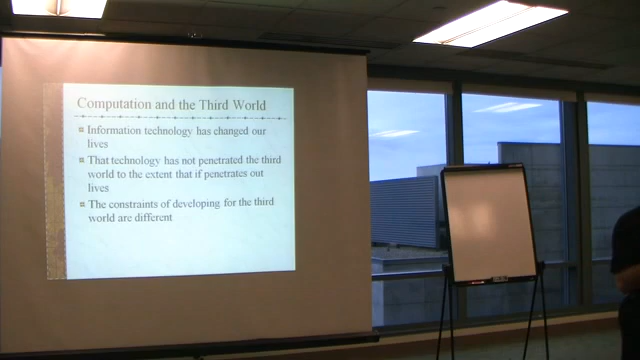 Computation and the Third World
Information technology has changed our
lives
That technology has not penetrated the third
world to the extent that if penetrates out
lives
The constraints of developing for the third
world are different